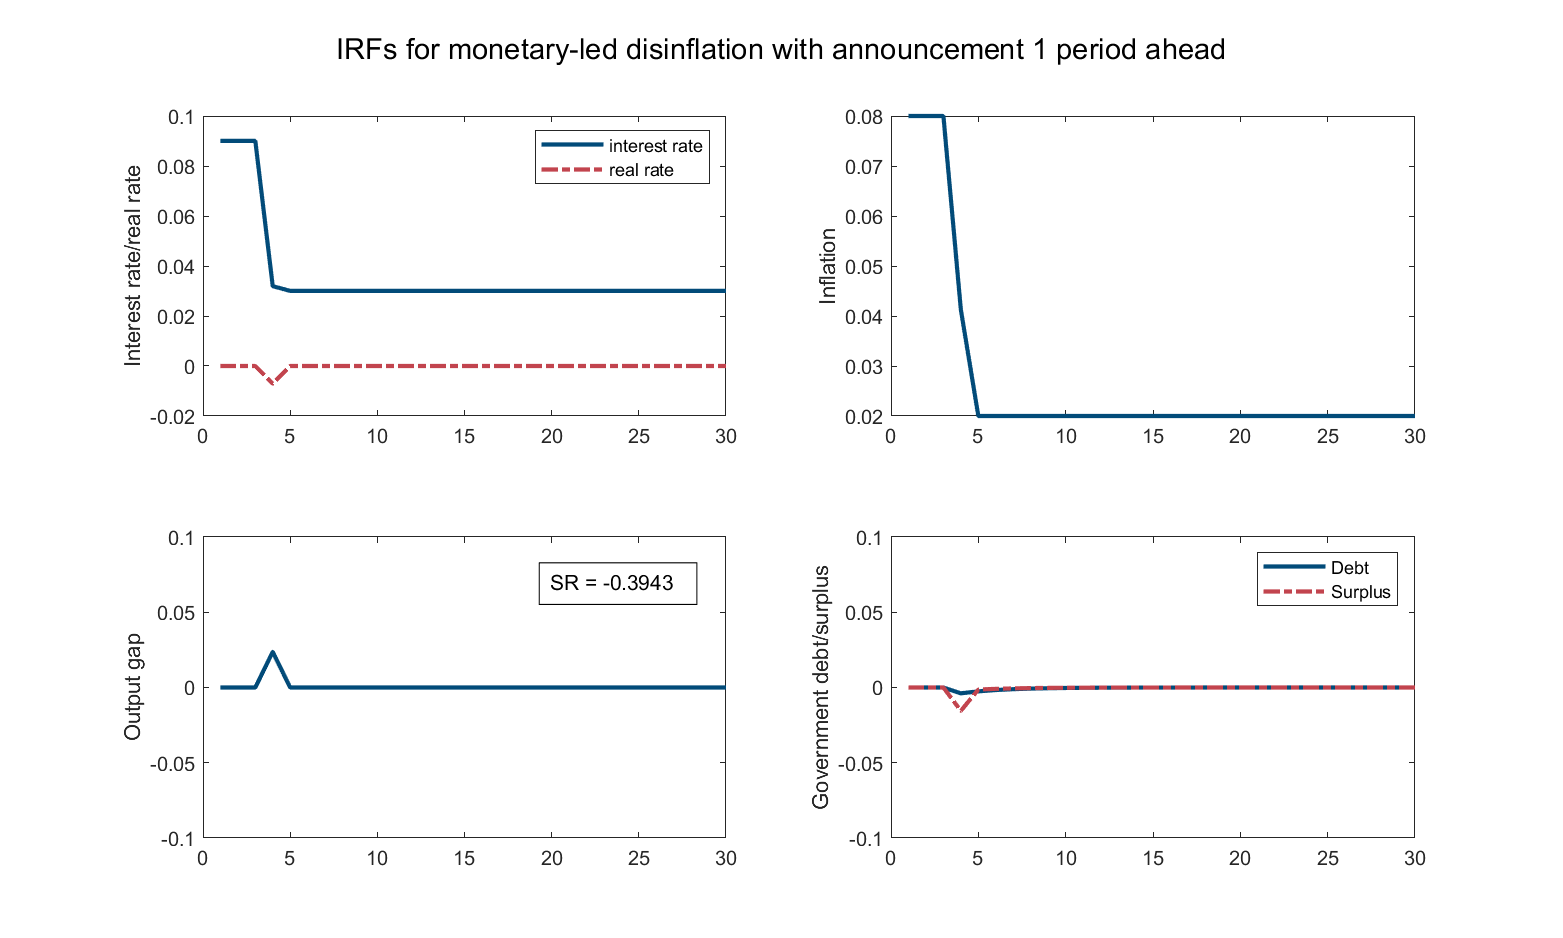 IRFs for monetary-led disinflation with announcement 1 period ahead
Interest rate/real rate
0.1
0.08
0.06
0.04
0.02
0
-0.02
0 5 10 15 20 25 30
interest rate
real rate
Inflation
0.08
0.07
0.06
0.05
0.04
0.03
0.02
0 5 10 15 20 25 30
Output gap
0.1
0.05
0
-0.05
-0.1
0 5 10 15 20 25 30
SR = -0.3943
Government debt/surplus
0.1
0.05
0
-0.05
-0.1
0 5 10 15 20 25 30
Debt
Surplus